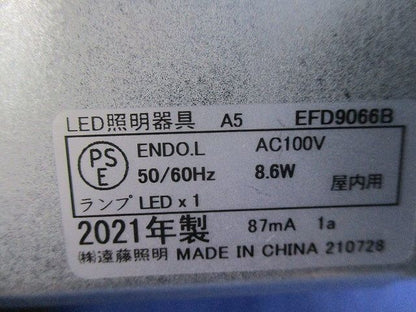 LED照明器具 A5 EFD9066B
PSE ENDO.L AC100V
50/60Hz 8.6W
ランプ LED x 1 屋内用
2021年製 87mA 1a
㈱遠藤照明 MADE IN CHINA 210728